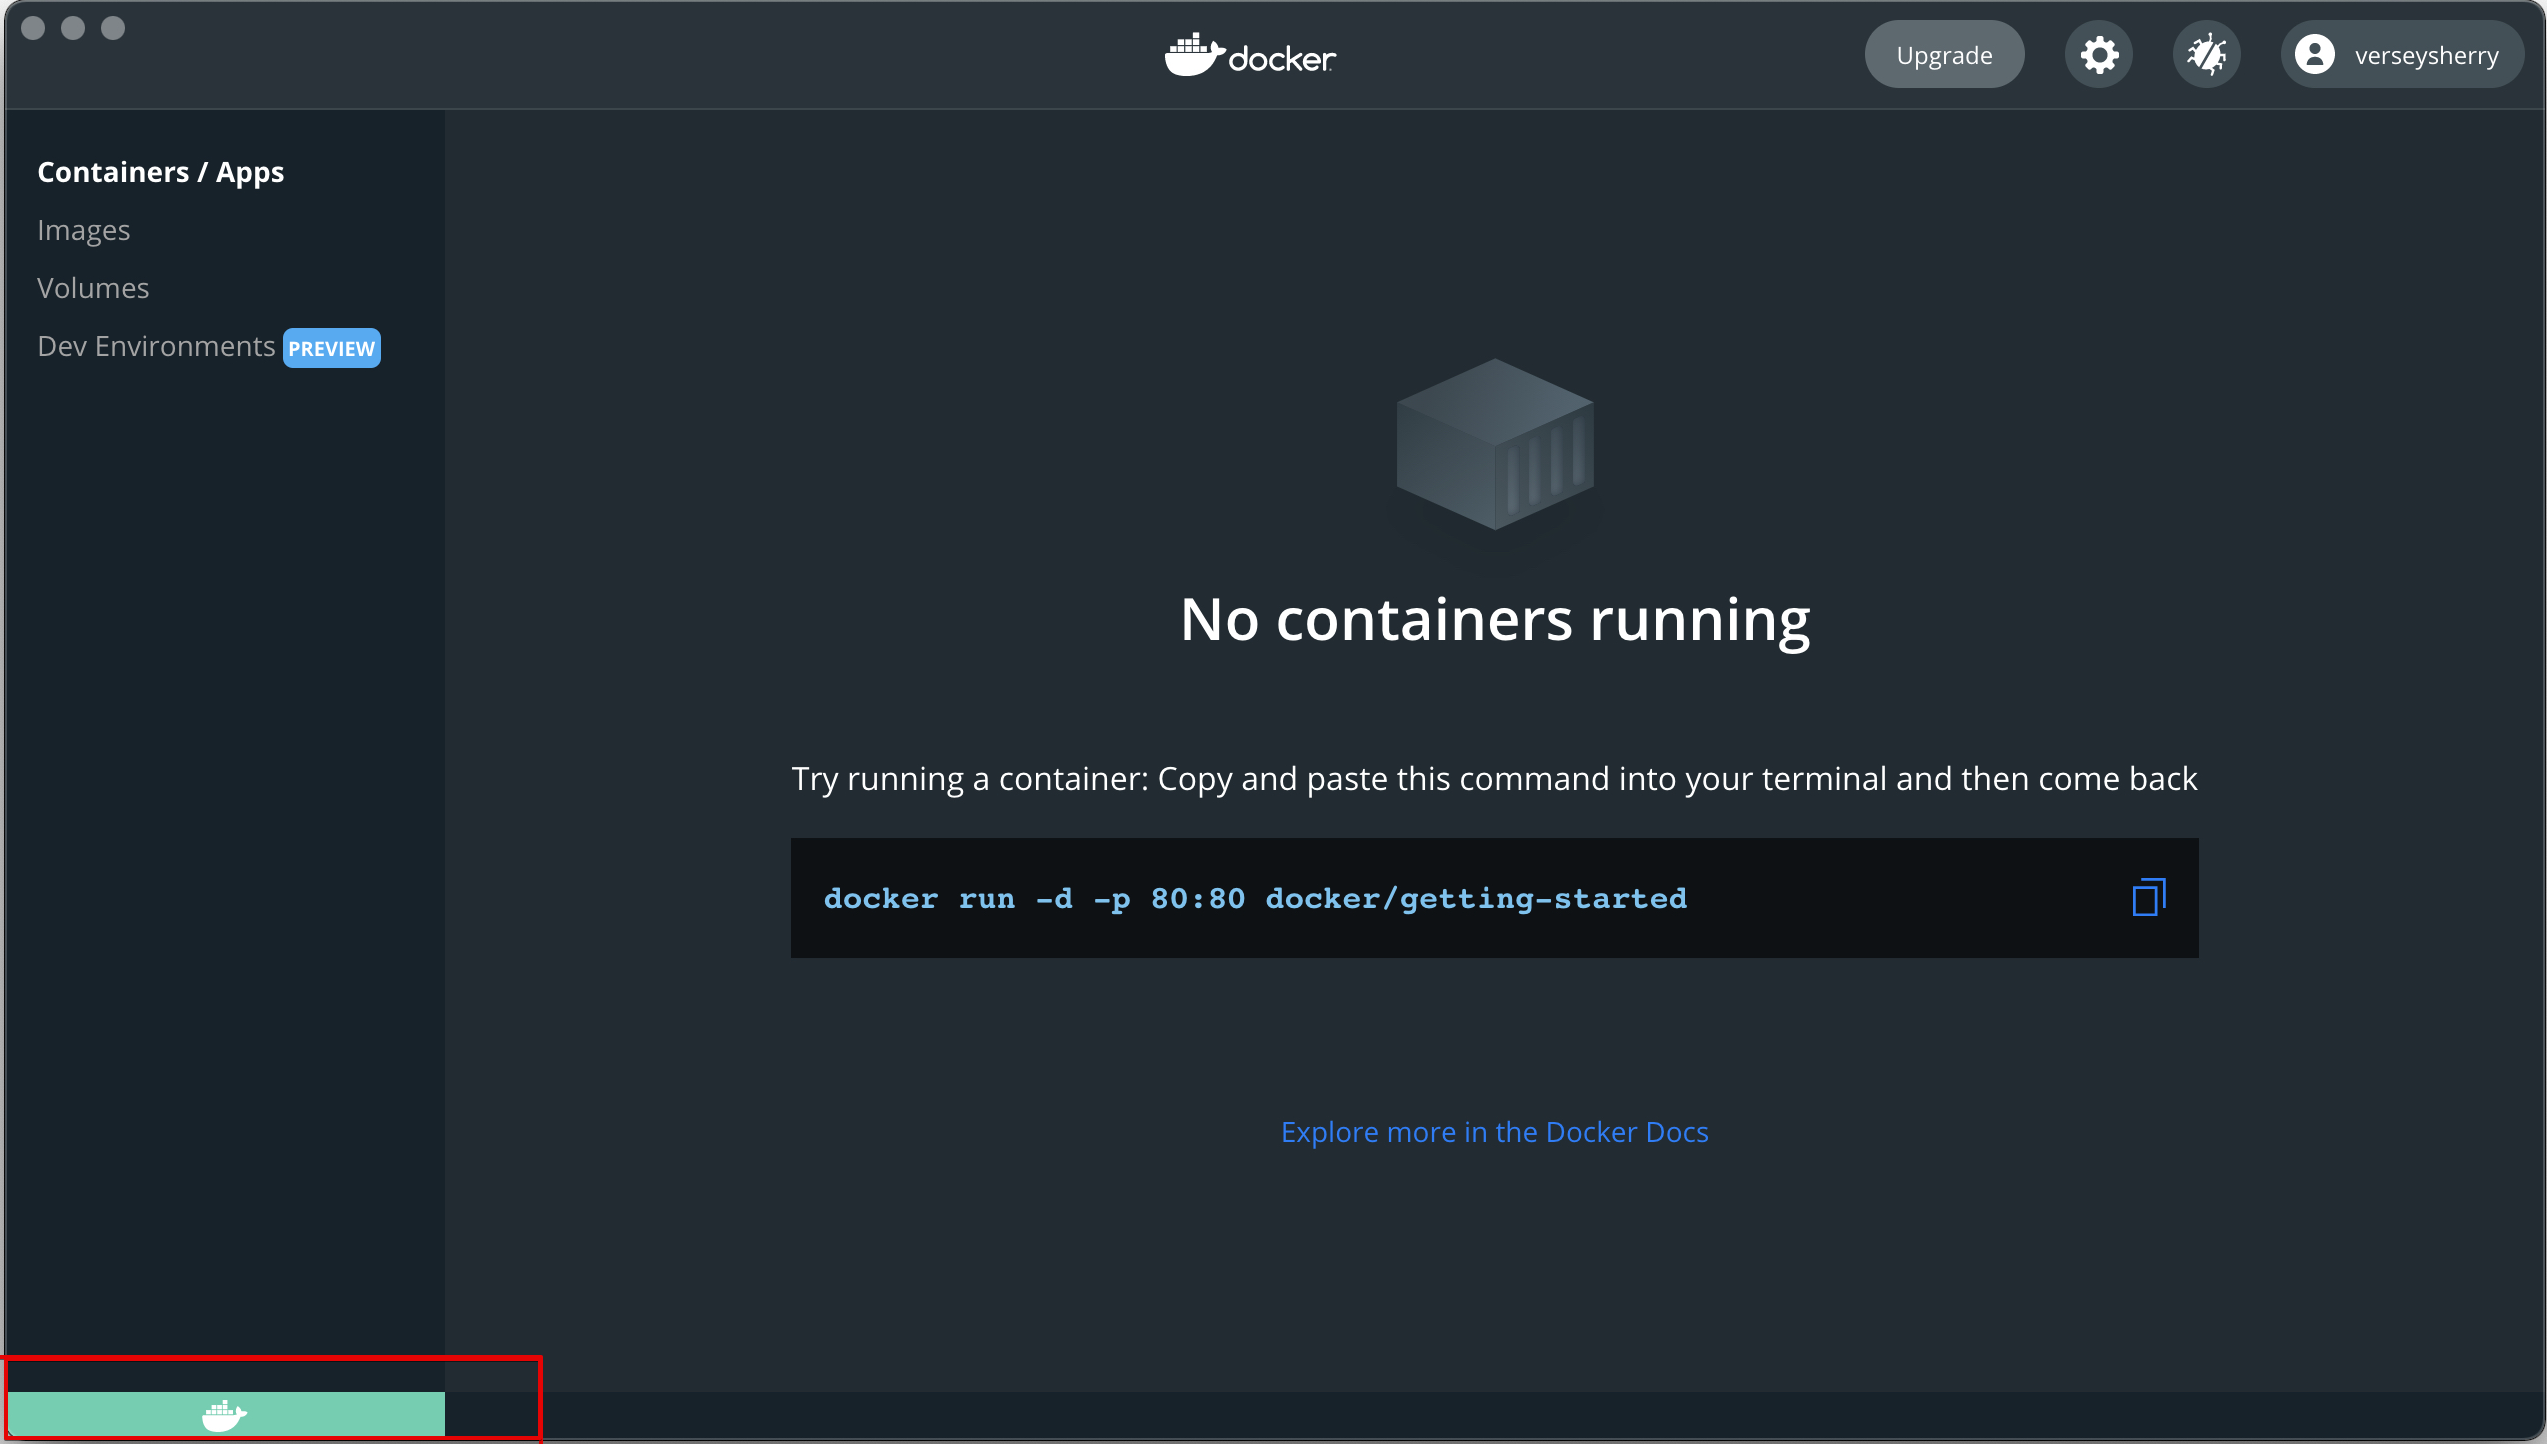 docker
Upgrade
verseysherry
Containers / Apps
Images
Volumes
Dev Environments PREVIEW
No containers running
Try running a container: Copy and paste this command into your terminal and then come back
docker run -d -p 80:80 docker/getting-started
Explore more in the Docker Docs